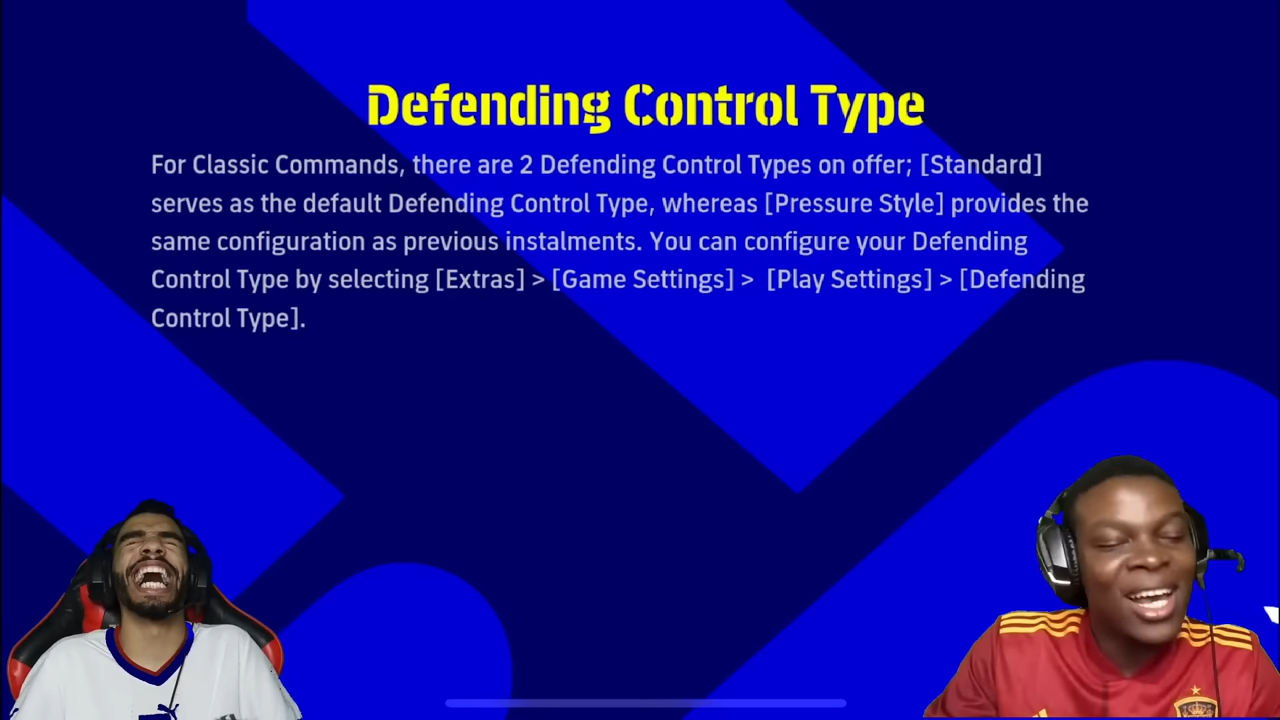 Defending Control Type
For Classic Commands, there are 2 Defending Control Types on offer; [Standard]
serves as the default Defending Control Type, whereas [Pressure Style] provides the
same configuration as previous instalments. You can configure your Defending
Control Type by selecting [Extras] > [Game Settings] > [Play Settings] > [Defending
Control Type].